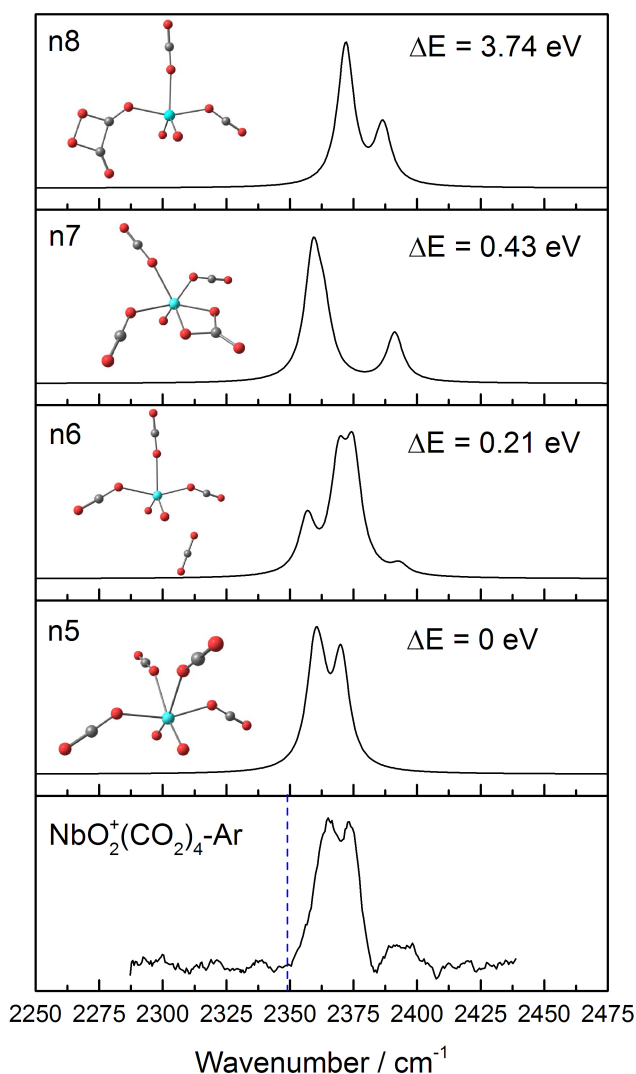 n8
ΔE = 3.74 eV
n7
ΔE = 0.43 eV
n6
ΔE = 0.21 eV
n5
ΔE = 0 eV
NbO₂⁺(CO₂)₄-Ar
2250 2275 2300 2325 2350 2375 2400 2425 2450 2475
Wavenumber / cm⁻¹